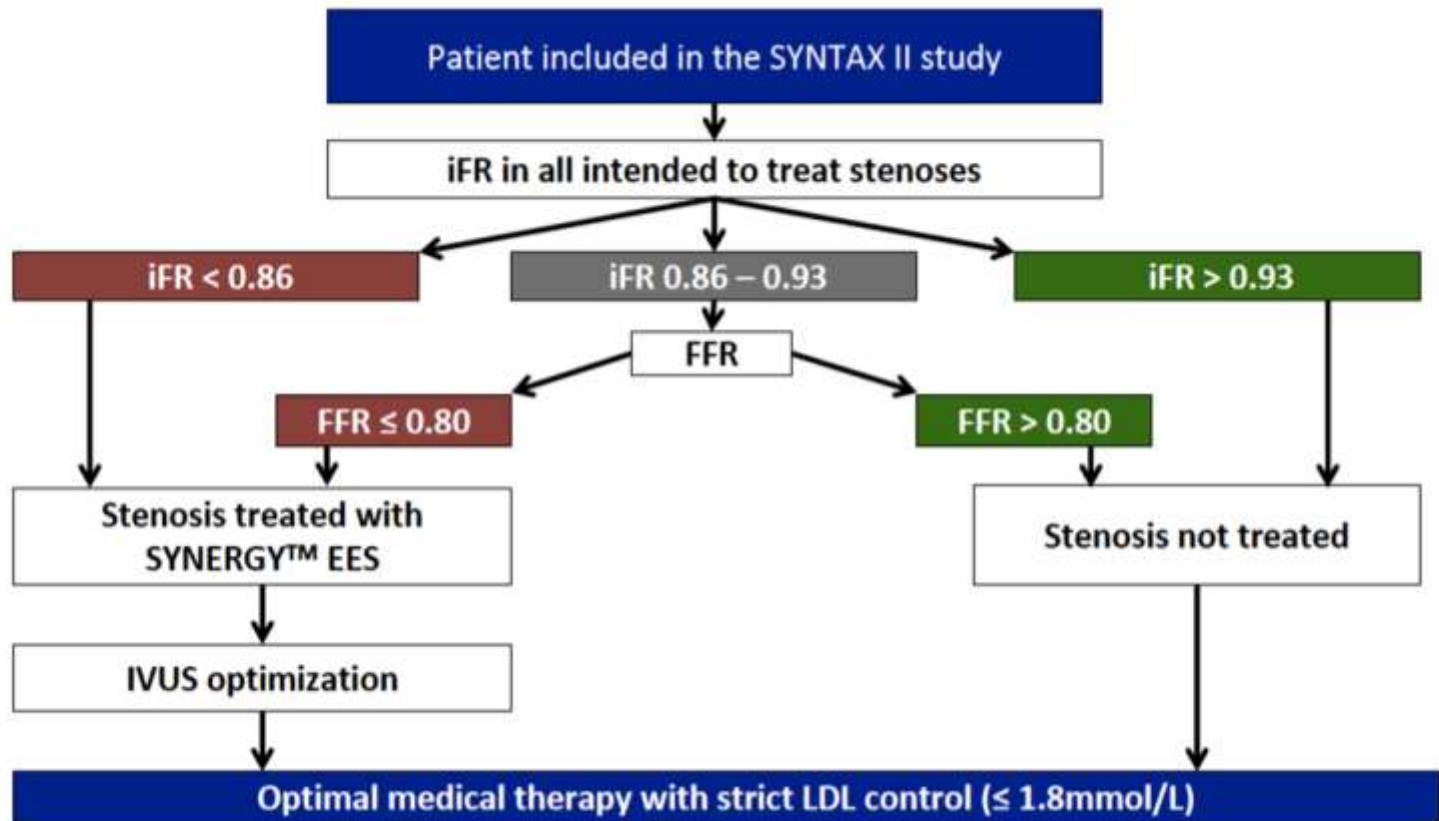 Patient included in the SYNTAX II study
iFR in all intended to treat stenoses
iFR < 0.86
iFR 0.86 – 0.93
iFR > 0.93
FFR
FFR ≤ 0.80
FFR > 0.80
Stenosis treated with
SYNERGY™ EES
Stenosis not treated
IVUS optimization
Optimal medical therapy with strict LDL control (≤ 1.8mmol/L)